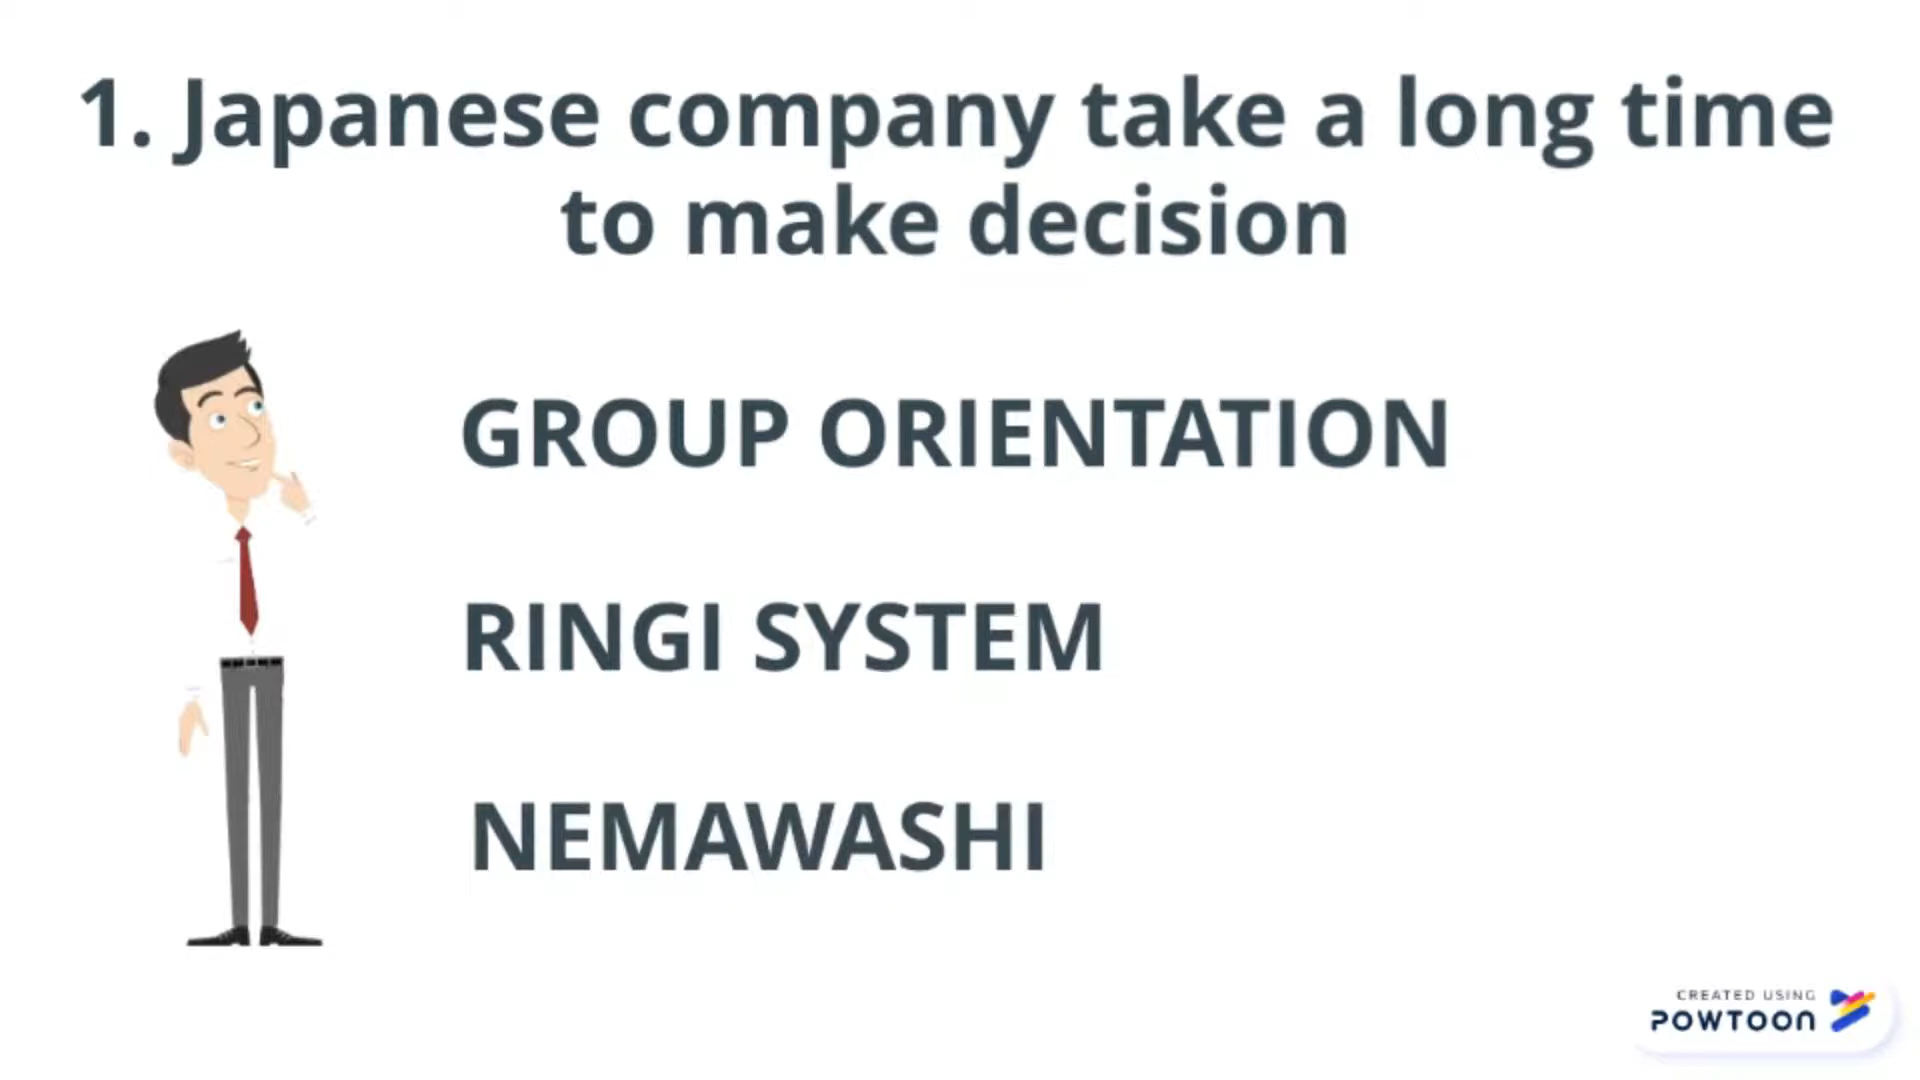 1. Japanese company take a long time
to make decision
GROUP ORIENTATION
RINGI SYSTEM
NEMAWASHI
CREATED USING
POWTOON